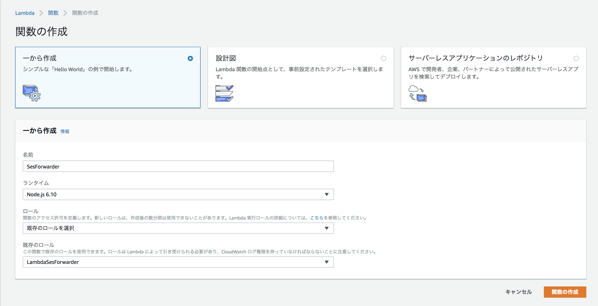 Lambda > 関数 > 関数の作成
関数の作成
一から作成
シンプルな「Hello World」の例で開始します。
設計図
Lambda 関数の開始点として、事前設定されたテンプレートを選択します。
サーバーレスアプリケーションのリポジトリ
AWS で開発者、企業、パートナーによって公開されたサーバーレスアプリを検索してデプロイします。
一から作成 情報
名前
SesForwarder
ランタイム
Node.js 6.10
ロール
関数のアクセス許可を定義します。新しいロールは、作成後の数分間は使用できないことがあります。Lambda 実行ロールの詳細については、こちらを参照してください。
既存のロールを選択
既存のロール
この関数で既存のロールを使用できます。ロールは Lambda によって引き受けられる必要があり、CloudWatch ログ権限を持っていなければならないことに注意してください。
LambdaSesForwarder
キャンセル
関数の作成